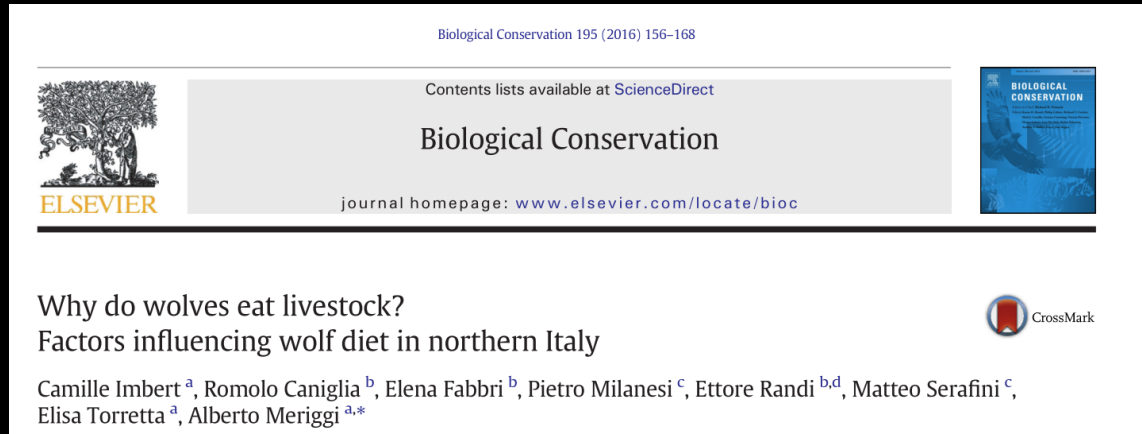 Biological Conservation 195 (2016) 156–168
Contents lists available at ScienceDirect
Biological Conservation
journal homepage: www.elsevier.com/locate/bioc
ELSEVIER
BIOLOGICAL
CONSERVATION
Why do wolves eat livestock?
Factors influencing wolf diet in northern Italy
CrossMark
Camille Imbert a, Romolo Caniglia b, Elena Fabbri b, Pietro Milanesi c, Ettore Randi b,d, Matteo Serafini c,
Elisa Torretta a, Alberto Meriggi a,*